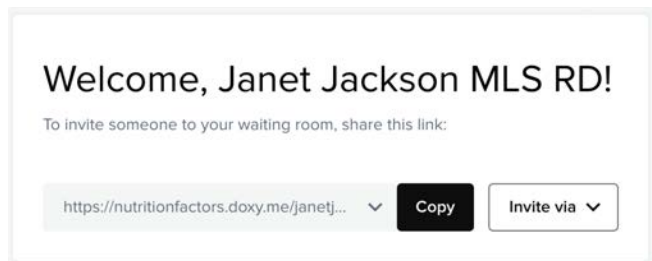 Welcome, Janet Jackson MLS RD!
To invite someone to your waiting room, share this link:
https://nutritionfactors.doxy.me/janetj... Copy Invite via